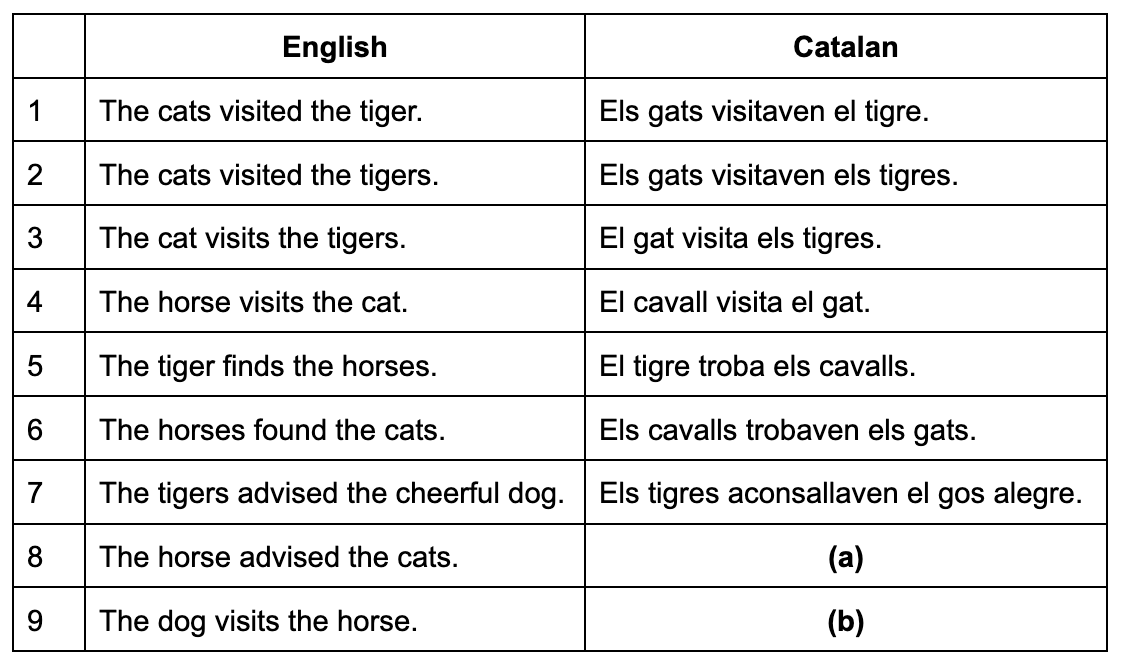 English Catalan
1 The cats visited the tiger. Els gats visitaven el tigre.
2 The cats visited the tigers. Els gats visitaven els tigres.
3 The cat visits the tigers. El gat visita els tigres.
4 The horse visits the cat. El cavall visita el gat.
5 The tiger finds the horses. El tigre troba els cavalls.
6 The horses found the cats. Els cavalls trobaven els gats.
7 The tigers advised the cheerful dog. Els tigres aconsallaven el gos alegre.
8 The horse advised the cats. (a)
9 The dog visits the horse. (b)